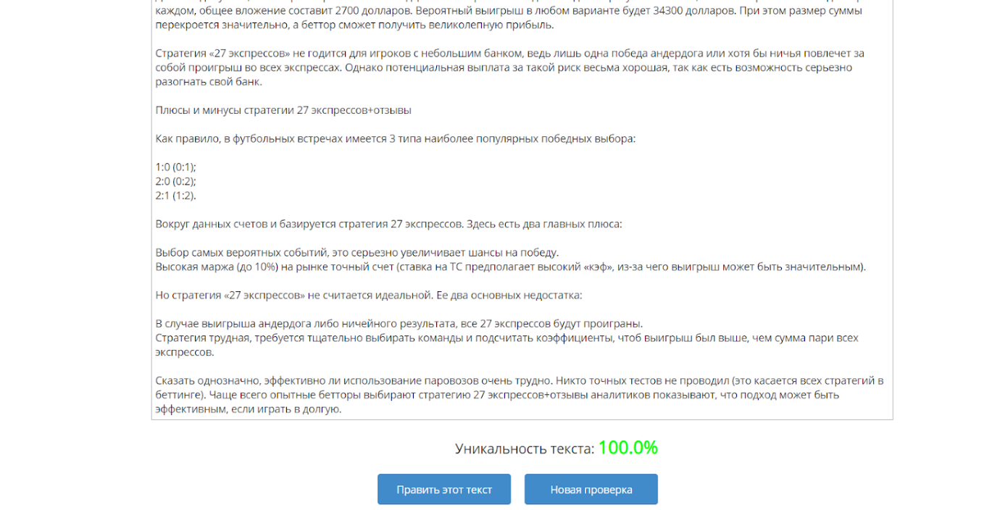 каждом, общее вложение составит 2700 долларов. Вероятный выигрыш в любом варианте будет 34300 долларов. При этом размер суммы
перекроется значительно, а беттор сможет получить великолепную прибыль.
Стратегия «27 экспрессов» не годится для игроков с небольшим банком, ведь лишь одна победа андердога или хотя бы ничья повлечет за
собой проигрыш во всех экспрессах. Однако потенциальная выплата за такой риск весьма хорошая, так как есть возможность серьезно
разогнать свой банк.
Плюсы и минусы стратегии 27 экспрессов+отзывы
Как правило, в футбольных встречах имеется 3 типа наиболее популярных победных выбора:
1:0 (0:1);
2:0 (0:2);
2:1 (1:2).
Вокруг данных счетов и базируется стратегия 27 экспрессов. Здесь есть два главных плюса:
Выбор самых вероятных событий, это серьезно увеличивает шансы на победу.
Высокая маржа (до 10%) на рынке точный счет (ставка на ТС предполагает высокий «кэф», из-за чего выигрыш может быть значительным).
Но стратегия «27 экспрессов» не считается идеальной. Ее два основных недостатка:
В случае выигрыша андердога либо ничейного результата, все 27 экспрессов будут проиграны.
Стратегия трудная, требуется тщательно выбирать команды и подсчитать коэффициенты, чтоб выигрыш был выше, чем сумма пари всех
экспрессов.
Сказать однозначно, эффективно ли использование паровозов очень трудно. Никто точных тестов не проводил (это касается всех стратегий в
беттинге). Чаще всего опытные бетторы выбирают стратегию 27 экспрессов+отзывы аналитиков показывают, что подход может быть
эффективным, если играть в долгую.
Уникальность текста: 100.0%
Править этот текст Новая проверка